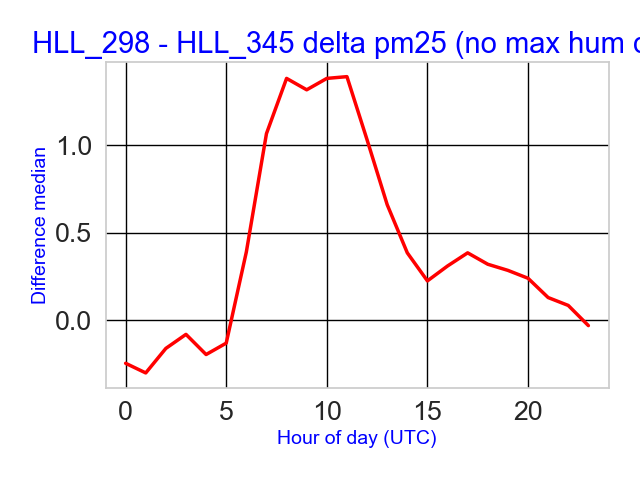 HLL_298 - HLL_345 delta pm25 (no max hum
Difference median
1.0
0.5
0.0
0 5 10 15 20
Hour of day (UTC)